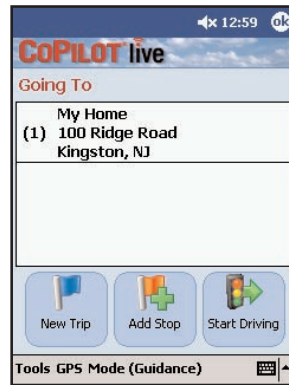 12:59 ok
CoPilot live
Going To
My Home
(1) 100 Ridge Road
Kingston, NJ
New Trip Add Stop Start Driving
Tools GPS Mode (Guidance)